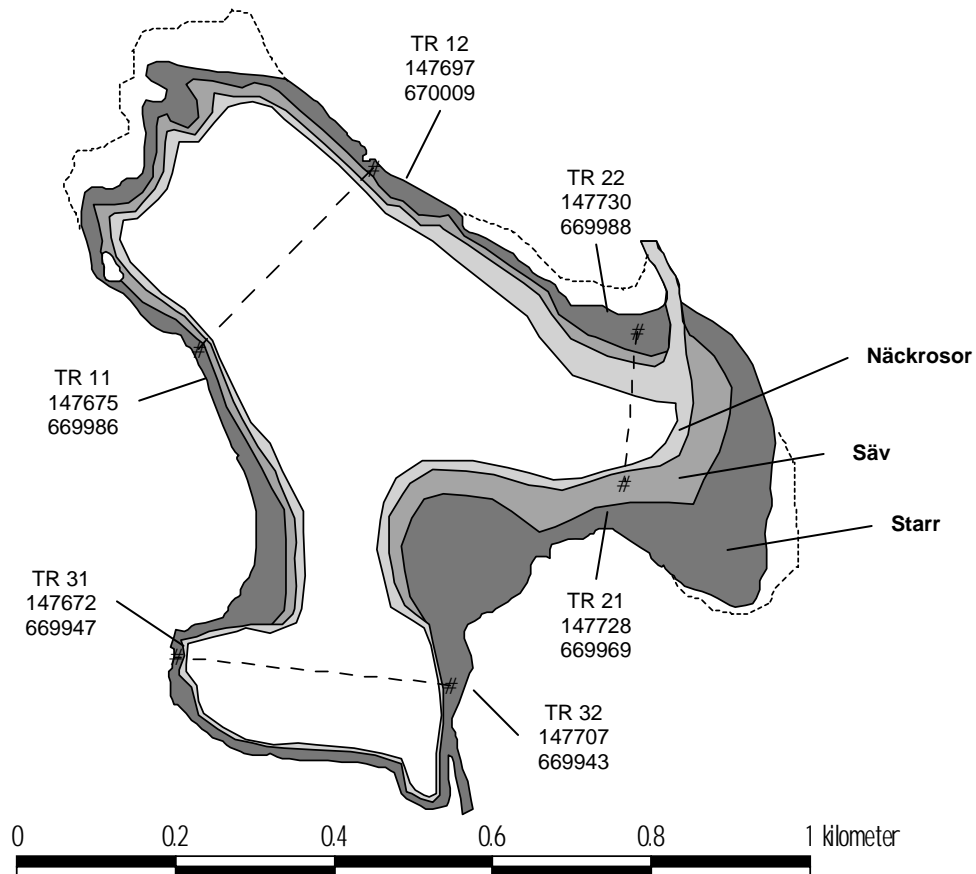 TR 12
147697
670009
TR 22
147730
669988
Näckrosor
TR 11
147675
669986
Säv
Starr
TR 31
147672
669947
TR 21
147728
669969
TR 32
147707
669943
# # # # # #
0 0.2 0.4 0.6 0.8 1 kilometer